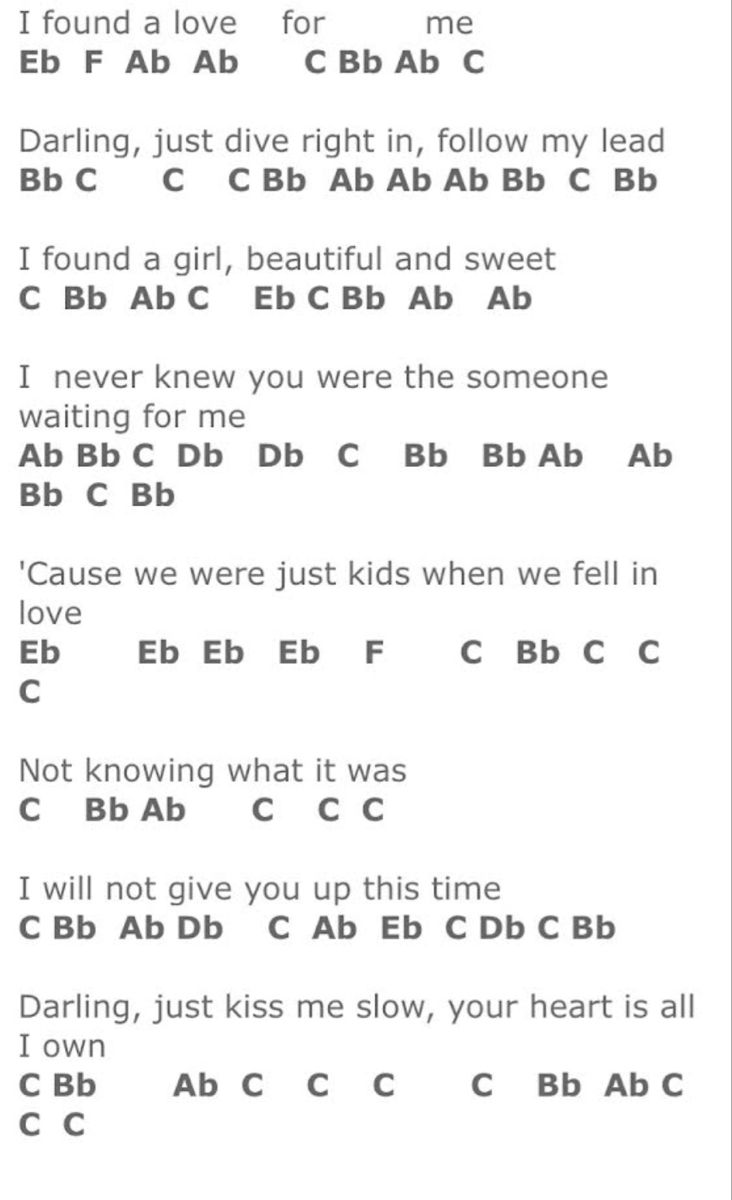 I found a love for me
Eb F Ab Ab C Bb Ab C
Darling, just dive right in, follow my lead
Bb C C C Bb Ab Ab Ab Bb C Bb
I found a girl, beautiful and sweet
C Bb Ab C Eb C Bb Ab Ab
I never knew you were the someone
waiting for me
Ab Bb C Db Db C Bb Bb Ab Ab
Bb C Bb
'Cause we were just kids when we fell in
love
Eb Eb Eb Eb F C Bb C C
C
Not knowing what it was
C Bb Ab C C C
I will not give you up this time
C Bb Ab Db C Ab Eb C Db C Bb
Darling, just kiss me slow, your heart is all
I own
C Bb Ab C C C C Bb Ab C
C C